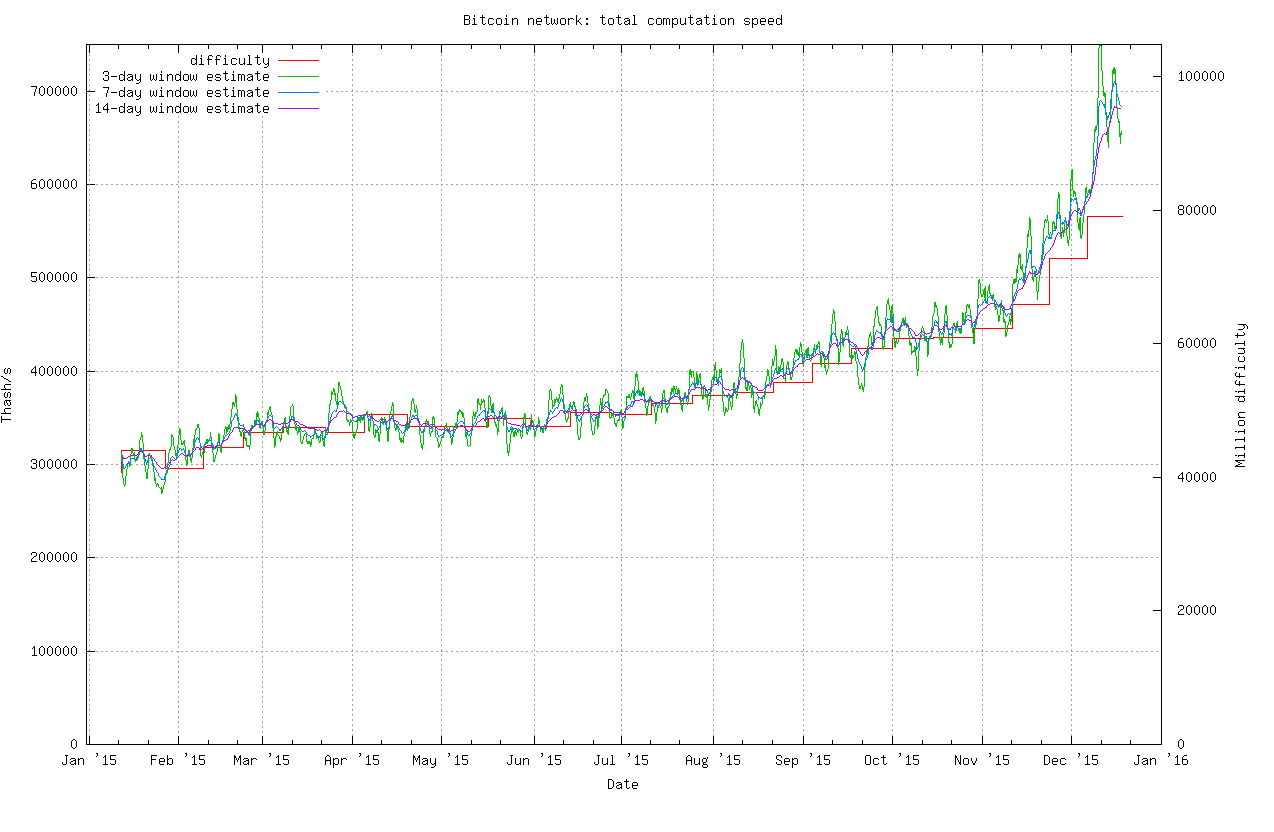 Bitcoin network: total computation speed
difficulty
3-day window estimate
7-day window estimate
14-day window estimate
700000
600000
500000
400000
300000
200000
100000
0
Thash/s
100000
80000
60000
40000
20000
0
Million difficulty
Jan '15 Feb '15 Mar '15 Apr '15 May '15 Jun '15 Jul '15 Aug '15 Sep '15 Oct '15 Nov '15 Dec '15 Jan '16
Date